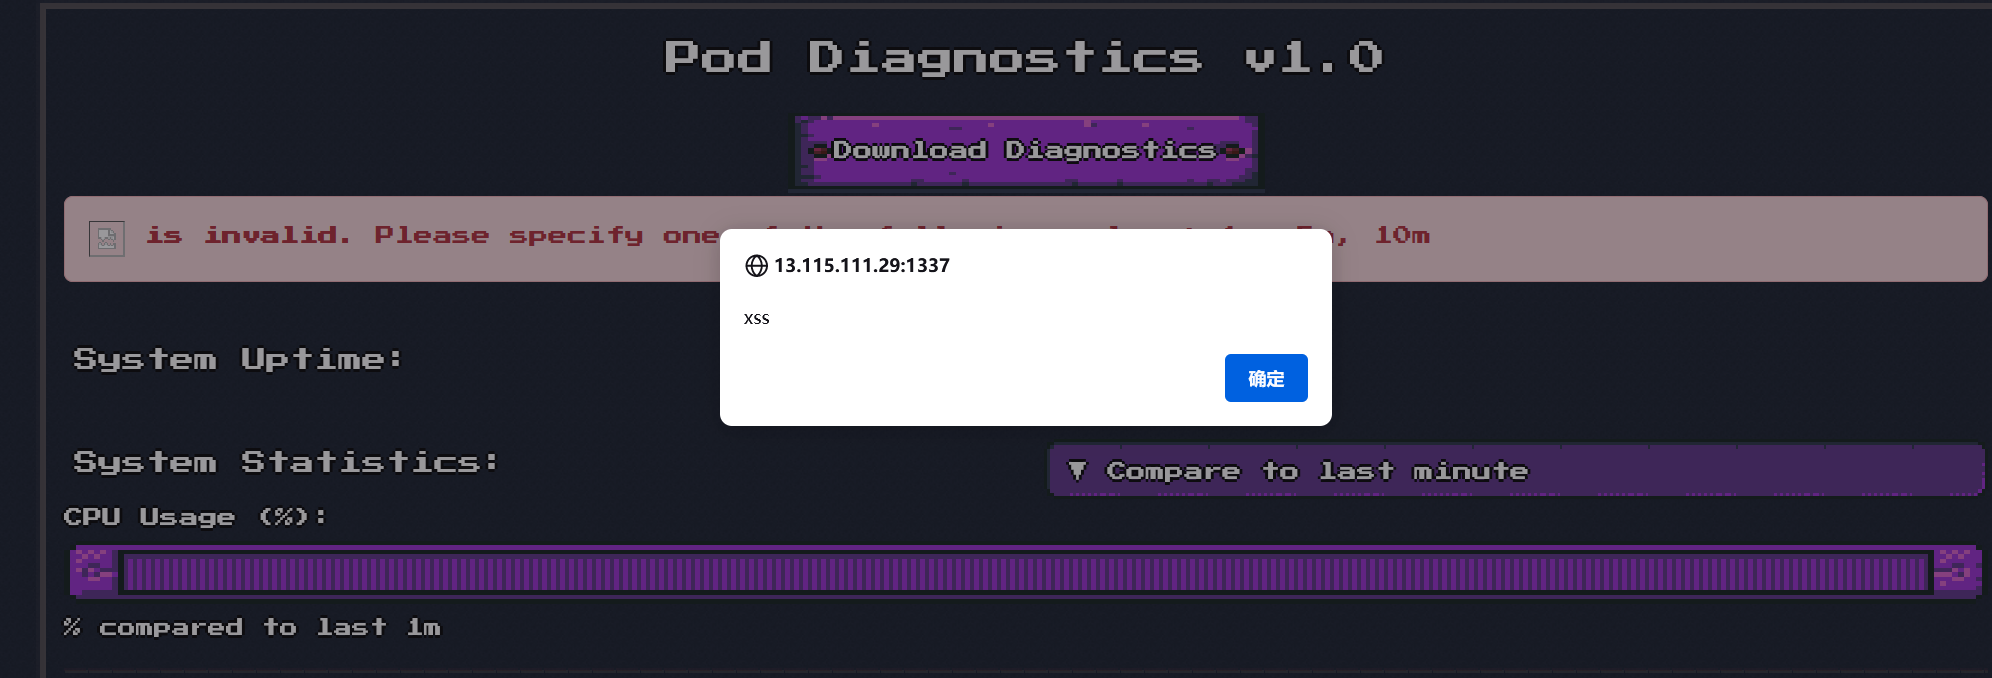 Pod Diagnostics v1.0
Download Diagnostics
is invalid. Please specify one
, 10m
13.115.111.29:1337
xss
确定
System Uptime:
System Statistics:
▼ Compare to last minute
CPU Usage (%):
% compared to last 1m